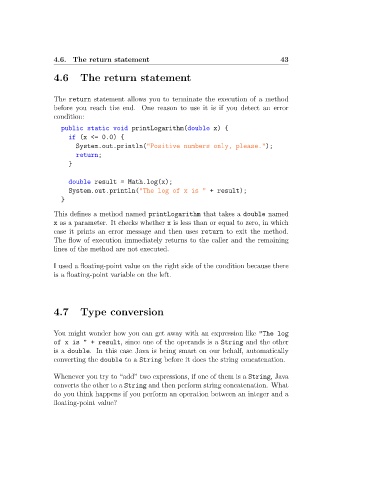 4.6. The return statement 43
4.6 The return statement
The return statement allows you to terminate the execution of a method
before you reach the end. One reason to use it is if you detect an error
condition:
public static void printLogarithm(double x) {
if (x <= 0.0) {
System.out.println("Positive numbers only, please.");
return;
}
double result = Math.log(x);
System.out.println("The log of x is " + result);
}
This defines a method named printLogarithm that takes a double named
x as a parameter. It checks whether x is less than or equal to zero, in which
case it prints an error message and then uses return to exit the method.
The flow of execution immediately returns to the caller and the remaining
lines of the method are not executed.
I used a floating-point value on the right side of the condition because there
is a floating-point variable on the left.
4.7 Type conversion
You might wonder how you can get away with an expression like "The log
of x is " + result, since one of the operands is a String and the other
is a double. In this case Java is being smart on our behalf, automatically
converting the double to a String before it does the string concatenation.
Whenever you try to “add” two expressions, if one of them is a String, Java
converts the other to a String and then perform string concatenation. What
do you think happens if you perform an operation between an integer and a
floating-point value?